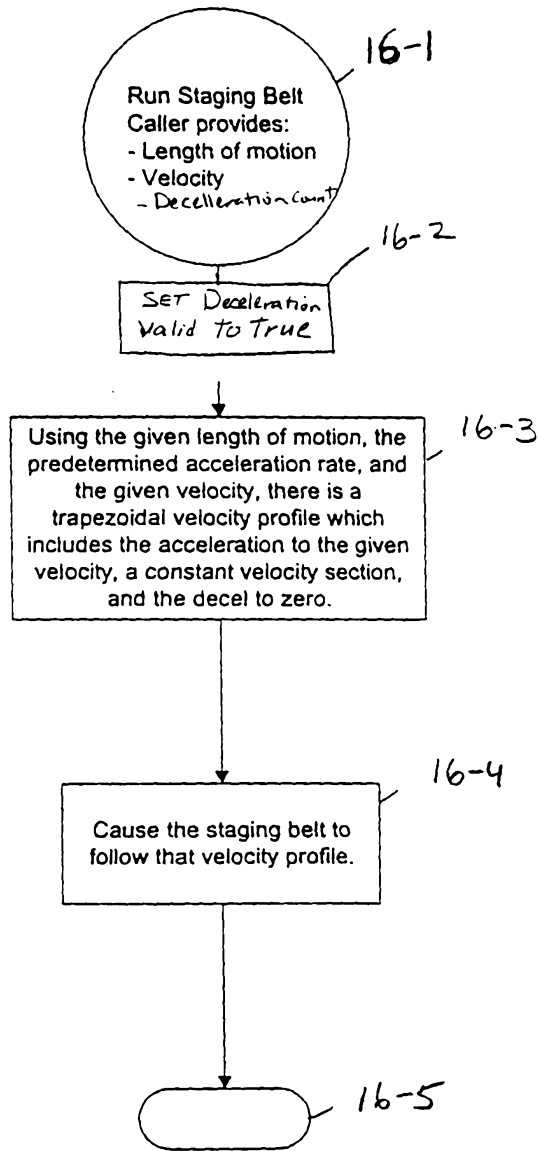 16-1
Run Staging Belt
Caller provides:
- Length of motion
- Velocity
- Decelleration Count
16-2
SET Deceleration
Valid To True
16-3
Using the given length of motion, the
predetermined acceleration rate, and
the given velocity, there is a
trapezoidal velocity profile which
includes the acceleration to the given
velocity, a constant velocity section,
and the decel to zero.
16-4
Cause the staging belt to
follow that velocity profile.
16-5